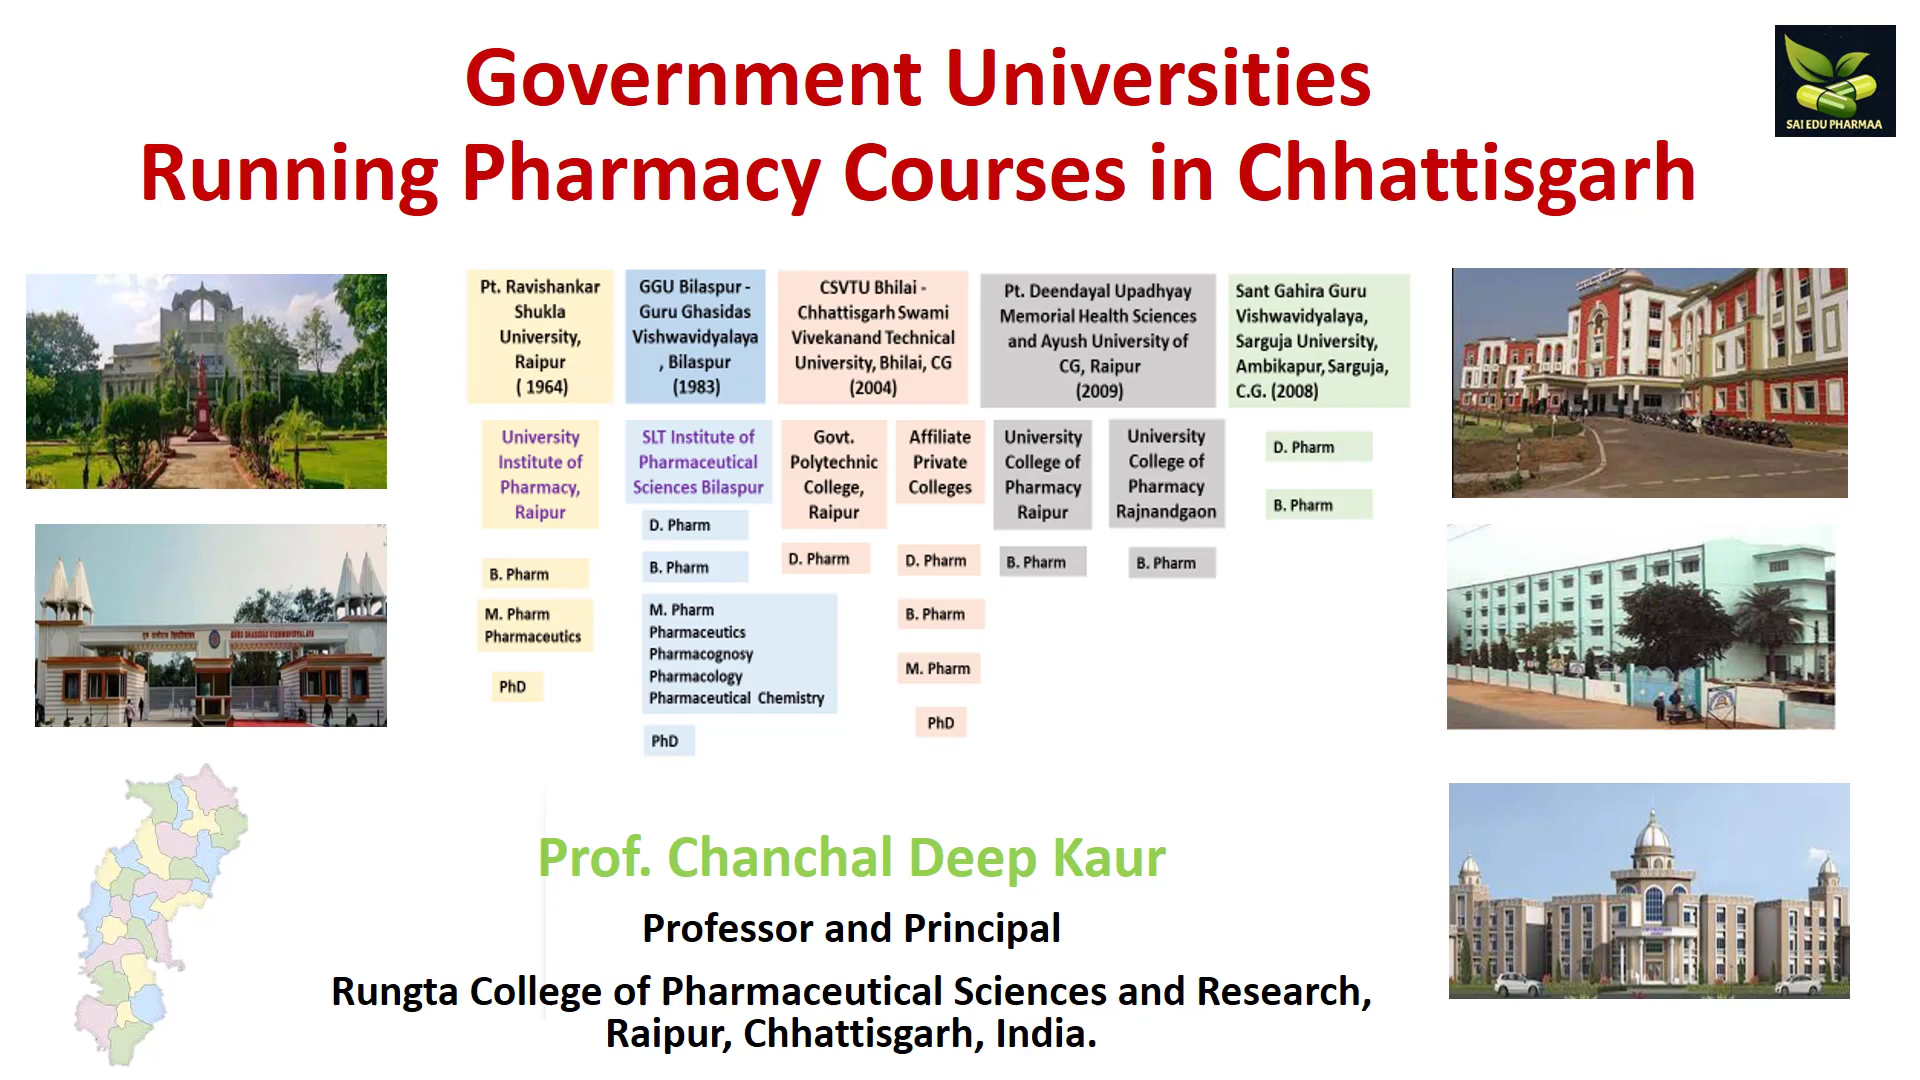 Government Universities
Running Pharmacy Courses in Chhattisgarh
SAI EDU PHARMAA
Pt. Ravishankar
Shukla
University,
Raipur
( 1964)
GGU Bilaspur -
Guru Ghasidas
Vishwavidyalaya
, Bilaspur
(1983)
CSVTU Bhilai -
Chhattisgarh Swami
Vivekanand Technical
University, Bhilai, CG
(2004)
Pt. Deendayal Upadhyay
Memorial Health Sciences
and Ayush University of
CG, Raipur
(2009)
Sant Gahira Guru
Vishwavidyalaya,
Sarguja University,
Ambikapur, Sarguja,
C.G. (2008)
University
Institute of
Pharmacy,
Raipur
B. Pharm
M. Pharm
Pharmaceutics
PhD
SLT Institute of
Pharmaceutical
Sciences Bilaspur
D. Pharm
B. Pharm
M. Pharm
Pharmaceutics
Pharmacognosy
Pharmacology
Pharmaceutical Chemistry
PhD
Govt.
Polytechnic
College,
Raipur
D. Pharm
Affiliate
Private
Colleges
D. Pharm
B. Pharm
M. Pharm
PhD
University
College of
Pharmacy
Raipur
B. Pharm
University
College of
Pharmacy
Rajnandgaon
B. Pharm
D. Pharm
B. Pharm
GURU GHASIDAS VISHWAVIDYALAYA
Prof. Chanchal Deep Kaur
Professor and Principal
Rungta College of Pharmaceutical Sciences and Research,
Raipur, Chhattisgarh, India.